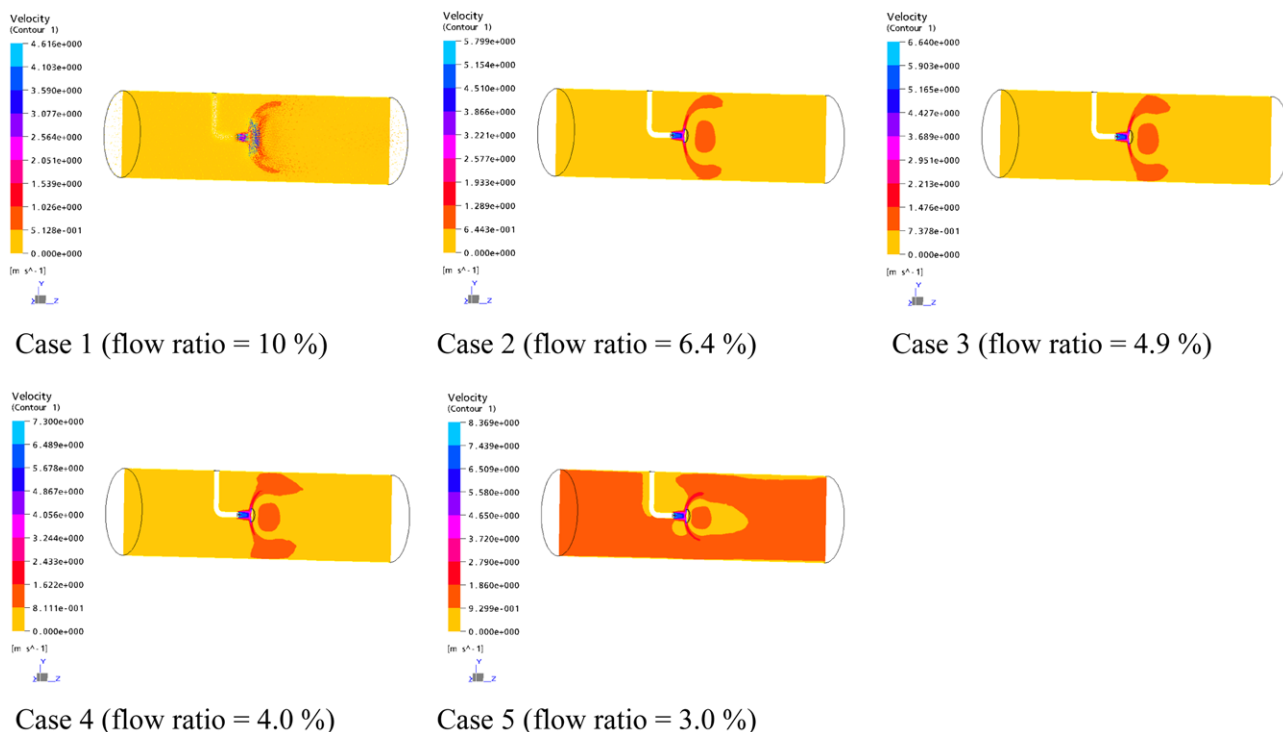 Velocity
(Contour 1)
4.616e+000
4.103e+000
3.590e+000
3.077e+000
2.564e+000
2.051e+000
1.539e+000
1.026e+000
5.128e-001
0.000e+000
[m s^-1]
Y
X Z
Case 1 (flow ratio = 10 %)
Velocity
(Contour 1)
5.799e+000
5.154e+000
4.510e+000
3.866e+000
3.221e+000
2.577e+000
1.933e+000
1.289e+000
6.443e-001
0.000e+000
[m s^-1]
Y
X Z
Case 2 (flow ratio = 6.4 %)
Velocity
(Contour 1)
6.640e+000
5.903e+000
5.165e+000
4.427e+000
3.689e+000
2.951e+000
2.213e+000
1.476e+000
7.378e-001
0.000e+000
[m s^-1]
Y
X Z
Case 3 (flow ratio = 4.9 %)
Velocity
(Contour 1)
7.300e+000
6.489e+000
5.678e+000
4.867e+000
4.056e+000
3.244e+000
2.433e+000
1.622e+000
8.111e-001
0.000e+000
[m s^-1]
Y
X Z
Case 4 (flow ratio = 4.0 %)
Velocity
(Contour 1)
8.369e+000
7.439e+000
6.509e+000
5.580e+000
4.650e+000
3.720e+000
2.790e+000
1.860e+000
9.299e-001
0.000e+000
[m s^-1]
Y
X Z
Case 5 (flow ratio = 3.0 %)